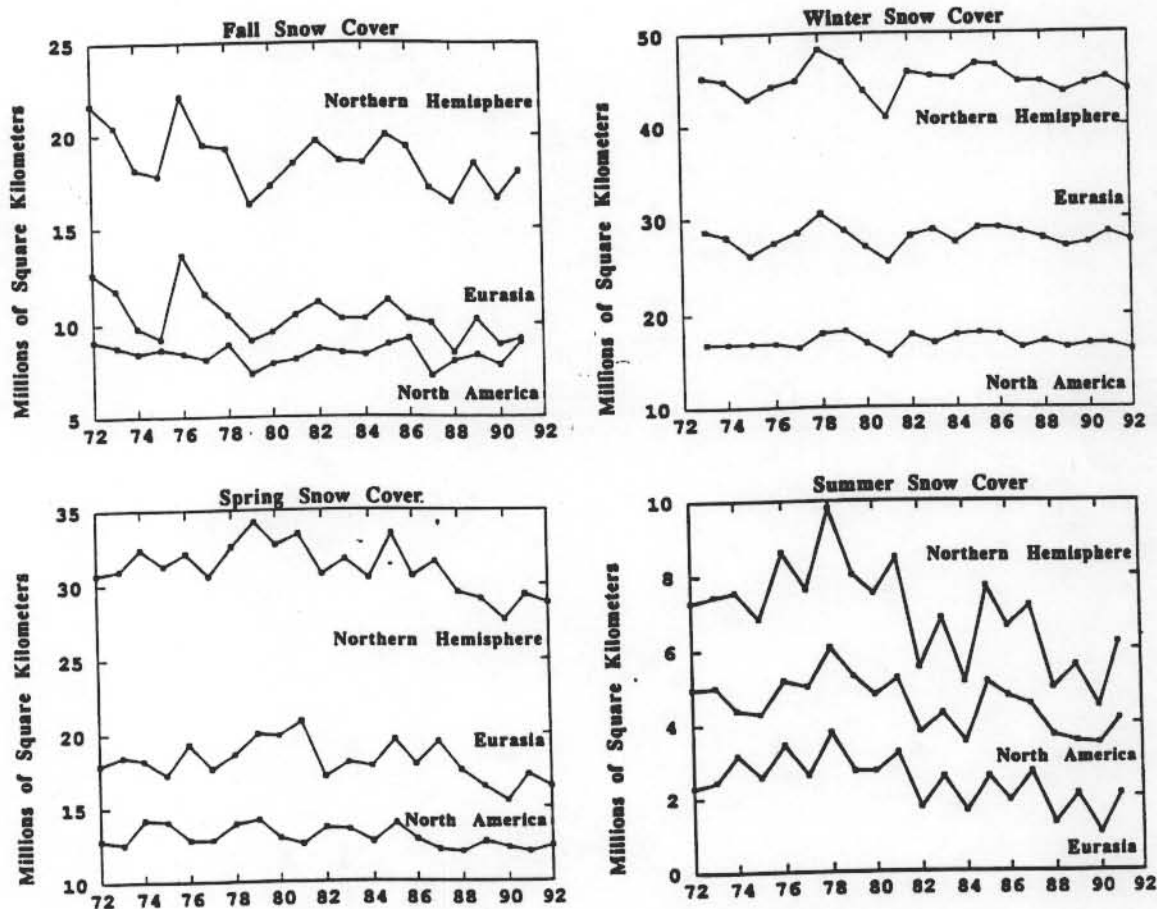 Fall Snow Cover
Millions of Square Kilometers
25
20
15
10
5
Northern Hemisphere
Eurasia
North America
72 74 76 78 80 82 84 86 88 90 92
Winter Snow Cover
Millions of Square Kilometers
50
40
30
20
10
Northern Hemisphere
Eurasia
North America
72 74 76 78 80 82 84 86 88 90 92
Spring Snow Cover.
Millions of Square Kilometers
35
30
25
20
15
10
Northern Hemisphere
Eurasia
North America
72 74 76 78 80 82 84 86 88 90 92
Summer Snow Cover
Millions of Square Kilometers
10
8
6
4
2
0
Northern Hemisphere
North America
Eurasia
72 74 76 78 80 82 84 86 88 90 92